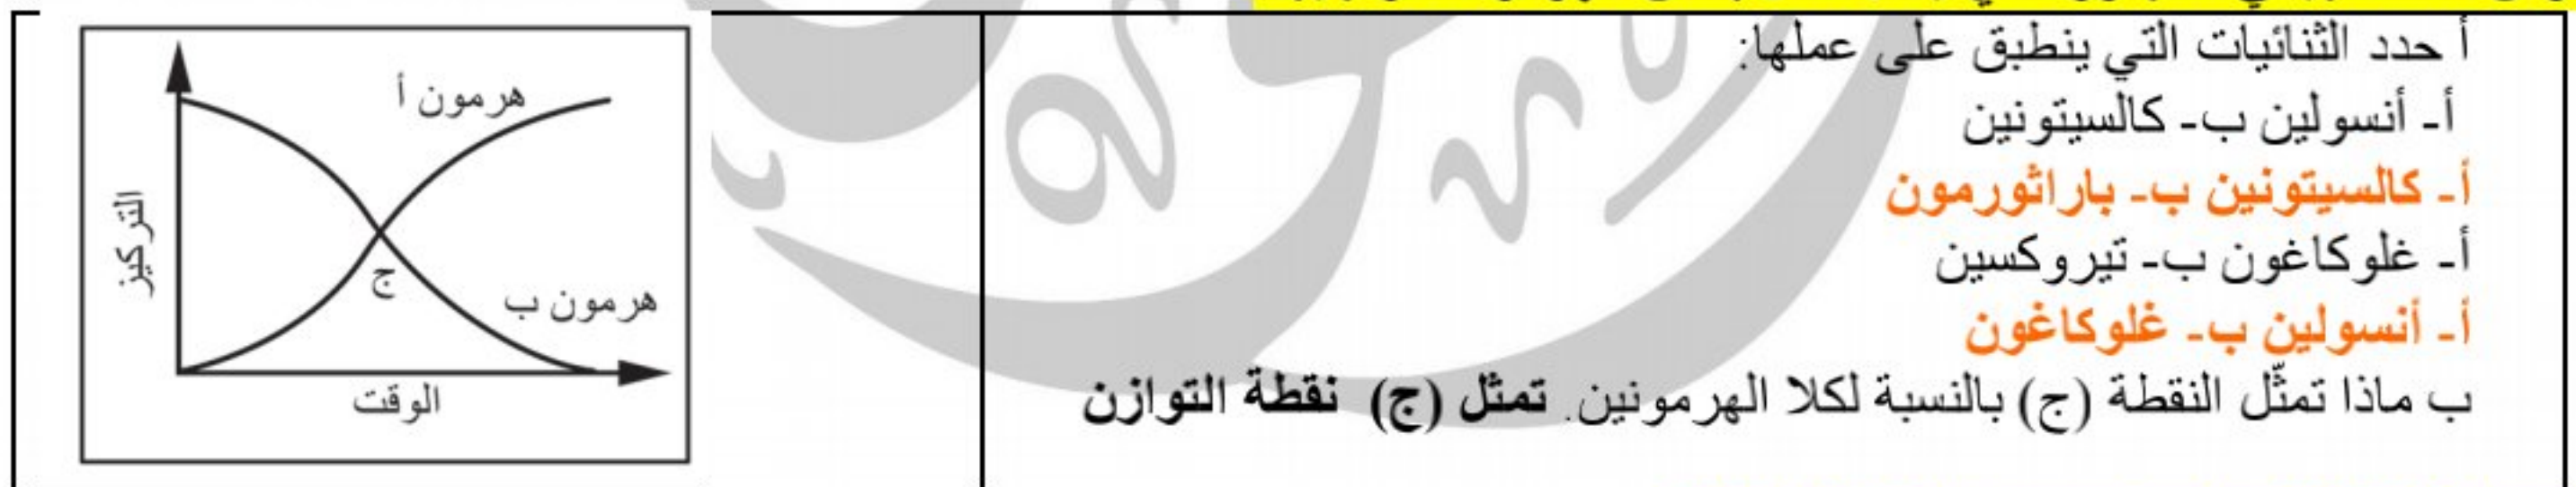 أ حدد الثنائيات التي ينطبق على عملها:
أ- أنسولين ب- كالسيتونين
أ- كالسيتونين ب- باراثورمون
أ- غلوكاغون ب- تيروكسين
أ- أنسولين ب- غلوكاغون
ب ماذا تمثّل النقطة (ج) بالنسبة لكلا الهرمونين. تمثل (ج) نقطة التوازن
هرمون أ
التركيز
ج
هرمون ب
الوقت